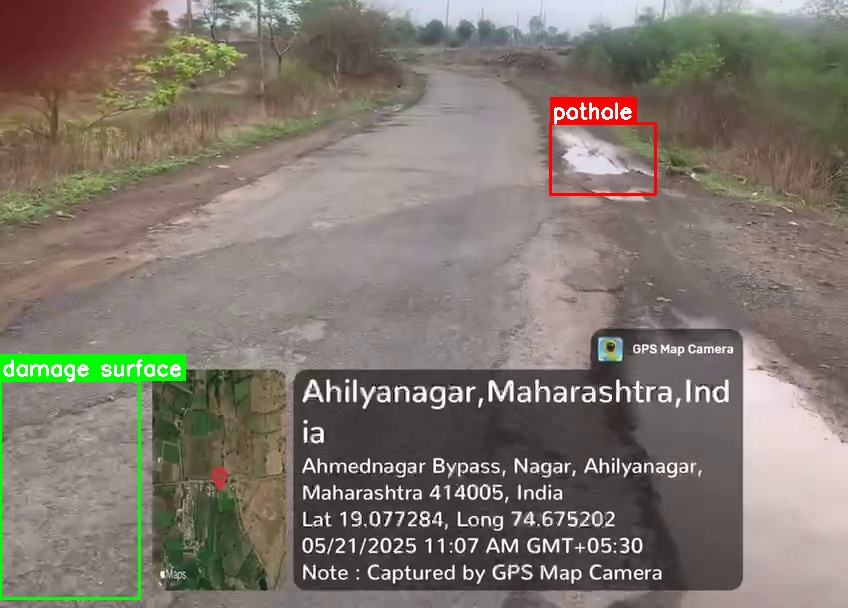 pothole
damage surface
GPS Map Camera
Ahilyanagar,Maharashtra,Ind
ia
Ahmednagar Bypass, Nagar, Ahilyanagar,
Maharashtra 414005, India
Lat 19.077284, Long 74.675202
05/21/2025 11:07 AM GMT+05:30
Note : Captured by GPS Map Camera
Maps